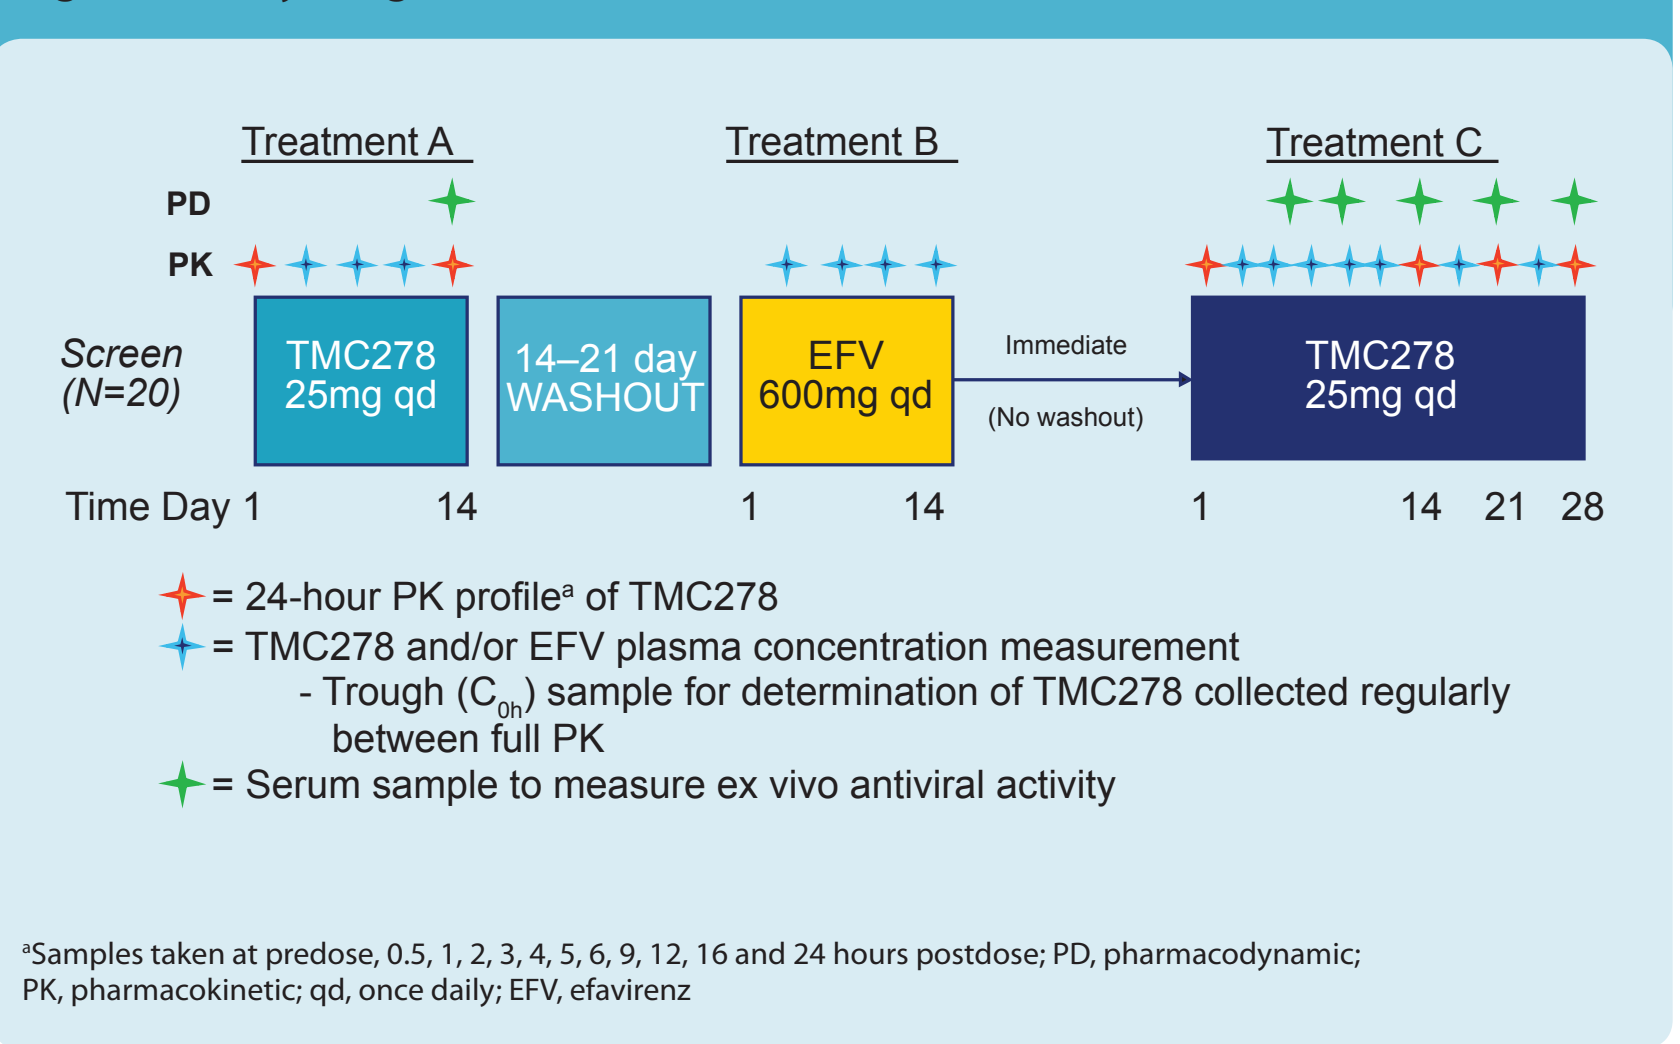 Treatment A Treatment B Treatment C
PD
PK
Screen
(N=20)
TMC278
25mg qd
14–21 day
WASHOUT
EFV
600mg qd
Immediate
(No washout)
TMC278
25mg qd
Time Day 1 14 1 14 1 14 21 28
= 24-hour PK profileᵃ of TMC278
= TMC278 and/or EFV plasma concentration measurement
- Trough (C₀ₕ) sample for determination of TMC278 collected regularly
between full PK
= Serum sample to measure ex vivo antiviral activity
ᵃSamples taken at predose, 0.5, 1, 2, 3, 4, 5, 6, 9, 12, 16 and 24 hours postdose; PD, pharmacodynamic;
PK, pharmacokinetic; qd, once daily; EFV, efavirenz